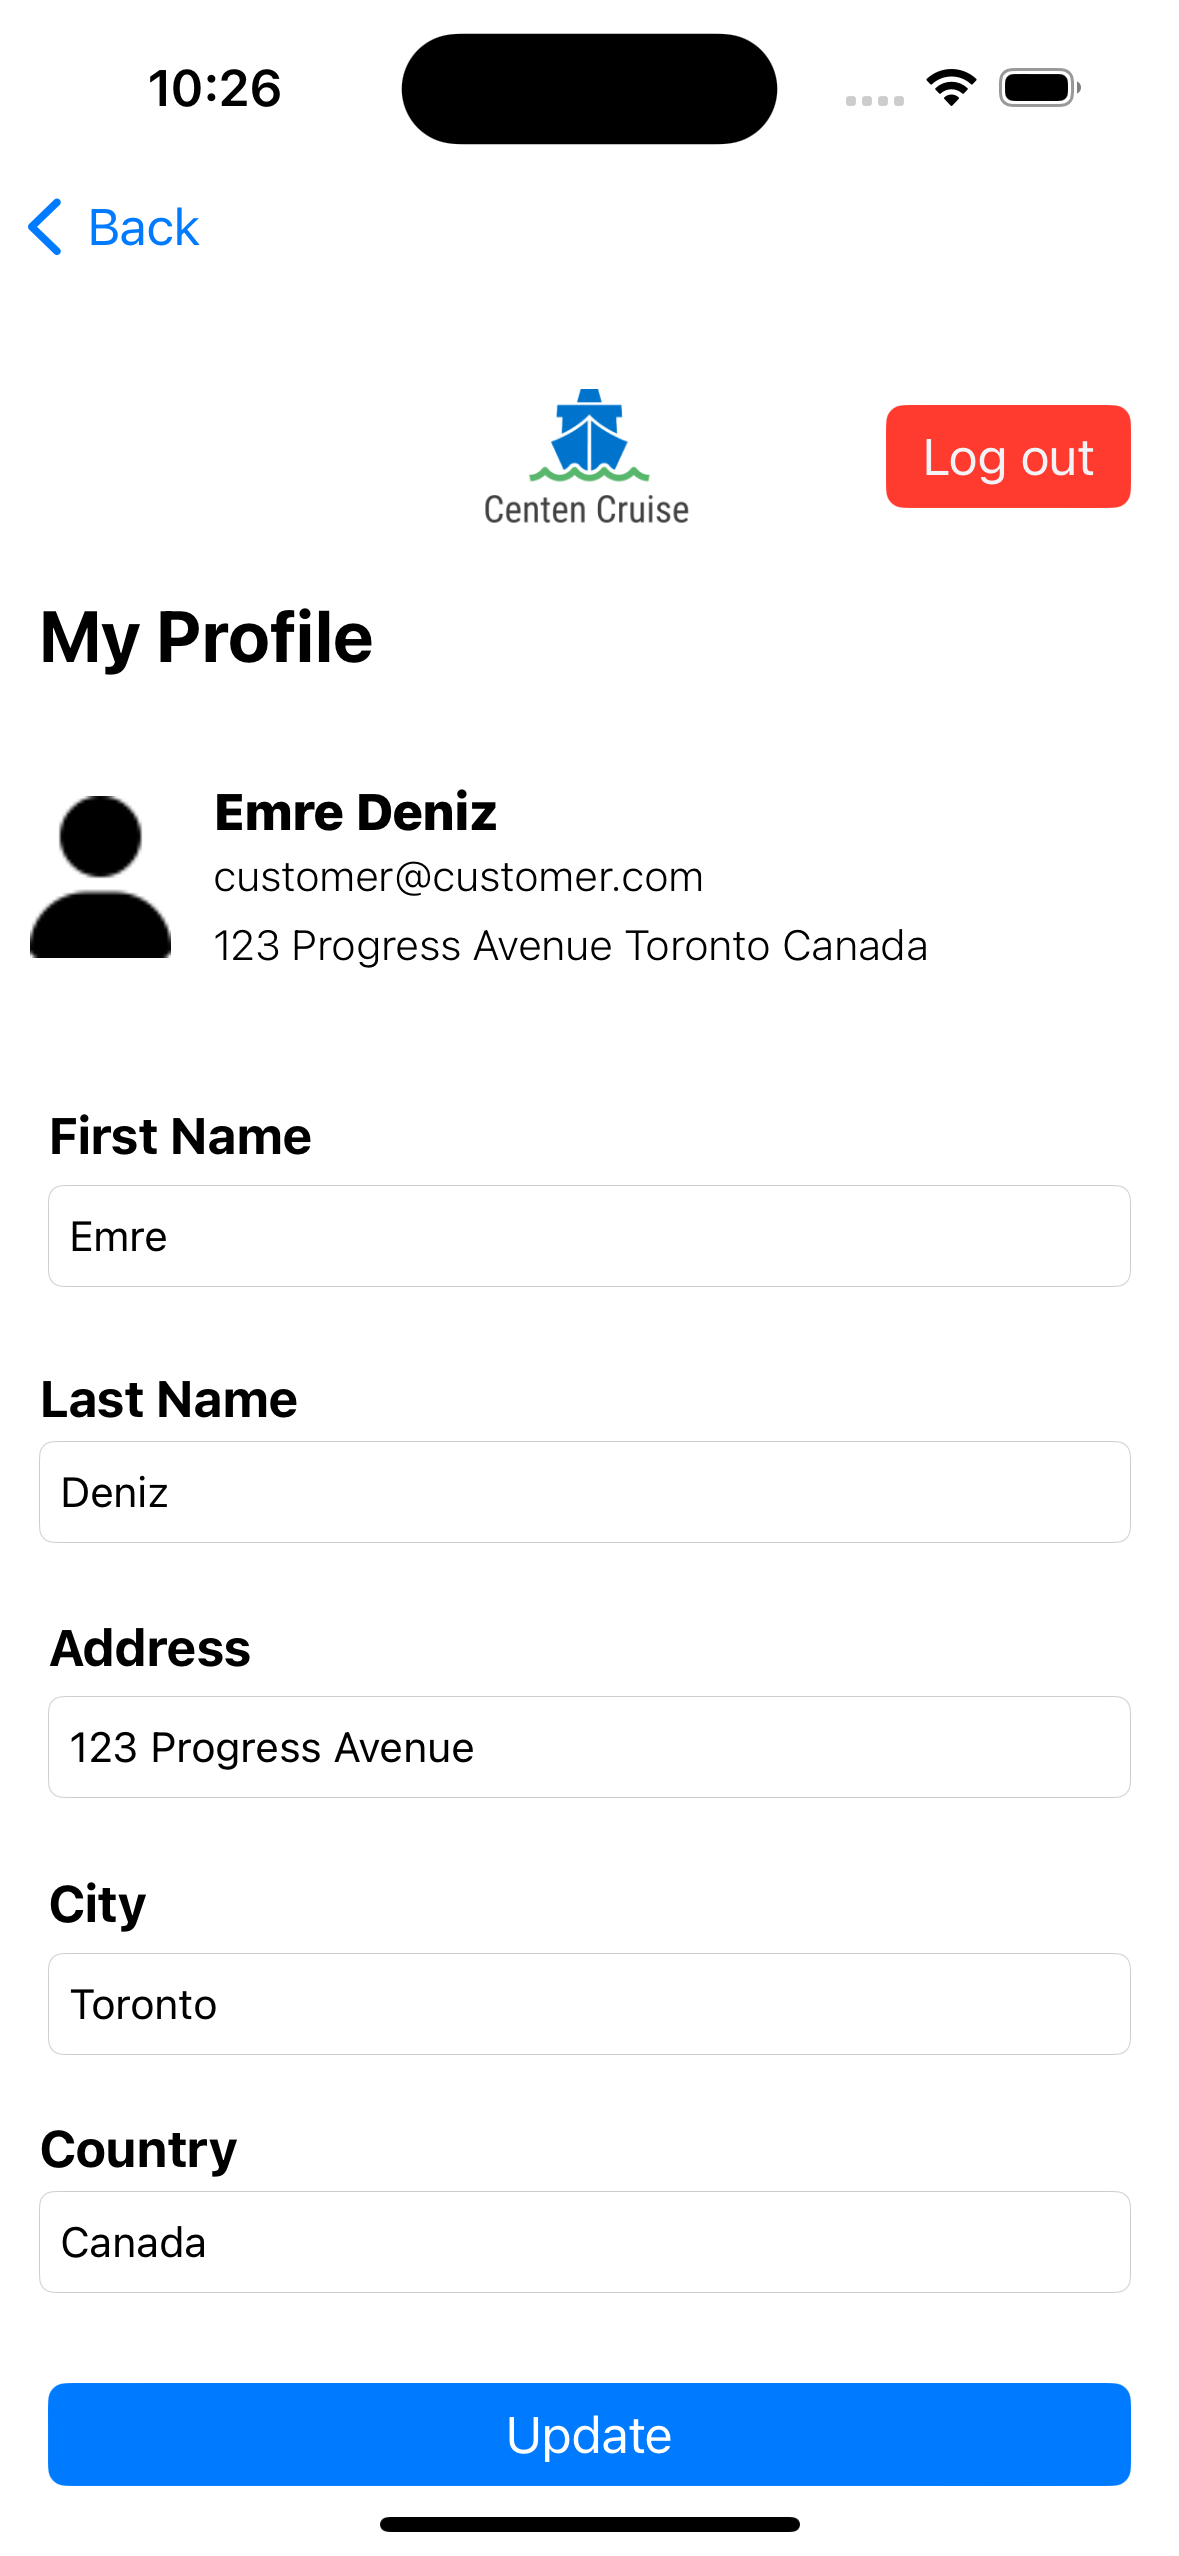 10:26
Back
Centen Cruise
Log out
My Profile
Emre Deniz
customer@customer.com
123 Progress Avenue Toronto Canada
First Name
Emre
Last Name
Deniz
Address
123 Progress Avenue
City
Toronto
Country
Canada
Update